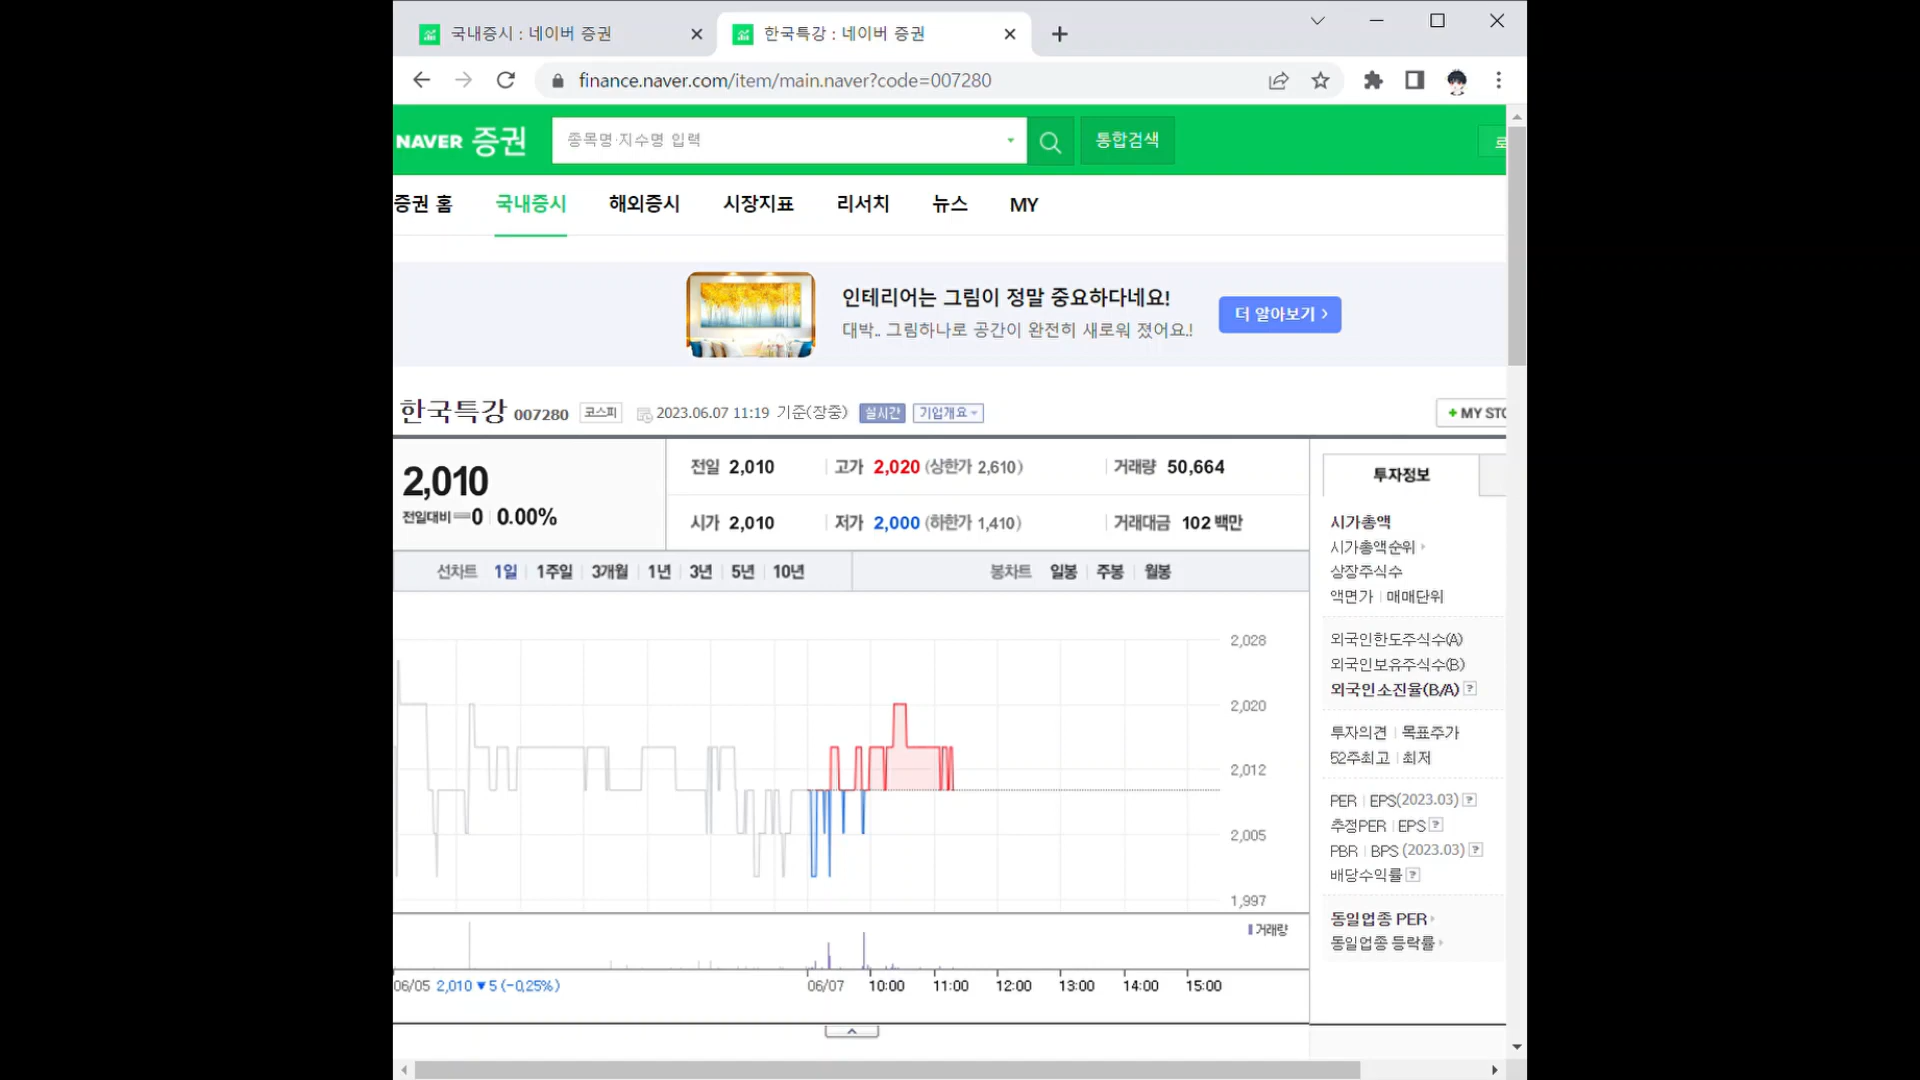 국내증시 : 네이버 증권
한국특강 : 네이버 증권
finance.naver.com/item/main.naver?code=007280
NAVER 증권
종목명·지수명 입력
통합검색
증권 홈 국내증시 해외증시 시장지표 리서치 뉴스 MY
인테리어는 그림이 정말 중요하다네요!
대박.. 그림하나로 공간이 완전히 새로워 졌어요.!
더 알아보기 >
한국특강 007280 코스피 2023.06.07 11:19 기준(장중) 실시간 기업개요
+ MY STO
2,010
전일대비 0 0.00%
전일 2,010 고가 2,020 (상한가 2,610) 거래량 50,664
시가 2,010 저가 2,000 (하한가 1,410) 거래대금 102 백만
선차트 1일 1주일 3개월 1년 3년 5년 10년
봉차트 일봉 주봉 월봉
2,028
2,020
2,012
2,005
1,997
거래량
06/05 2,010 ▼ 5 (-0.25%)
06/07 10:00 11:00 12:00 13:00 14:00 15:00
투자정보
시가총액
시가총액순위
상장주식수
액면가 | 매매단위
외국인한도주식수(A)
외국인보유주식수(B)
외국인소진율(B/A) ?
투자의견 | 목표주가
52주최고 | 최저
PER | EPS(2023.03) ?
추정PER | EPS ?
PBR | BPS (2023.03) ?
배당수익률 ?
동일업종 PER
동일업종 등락률